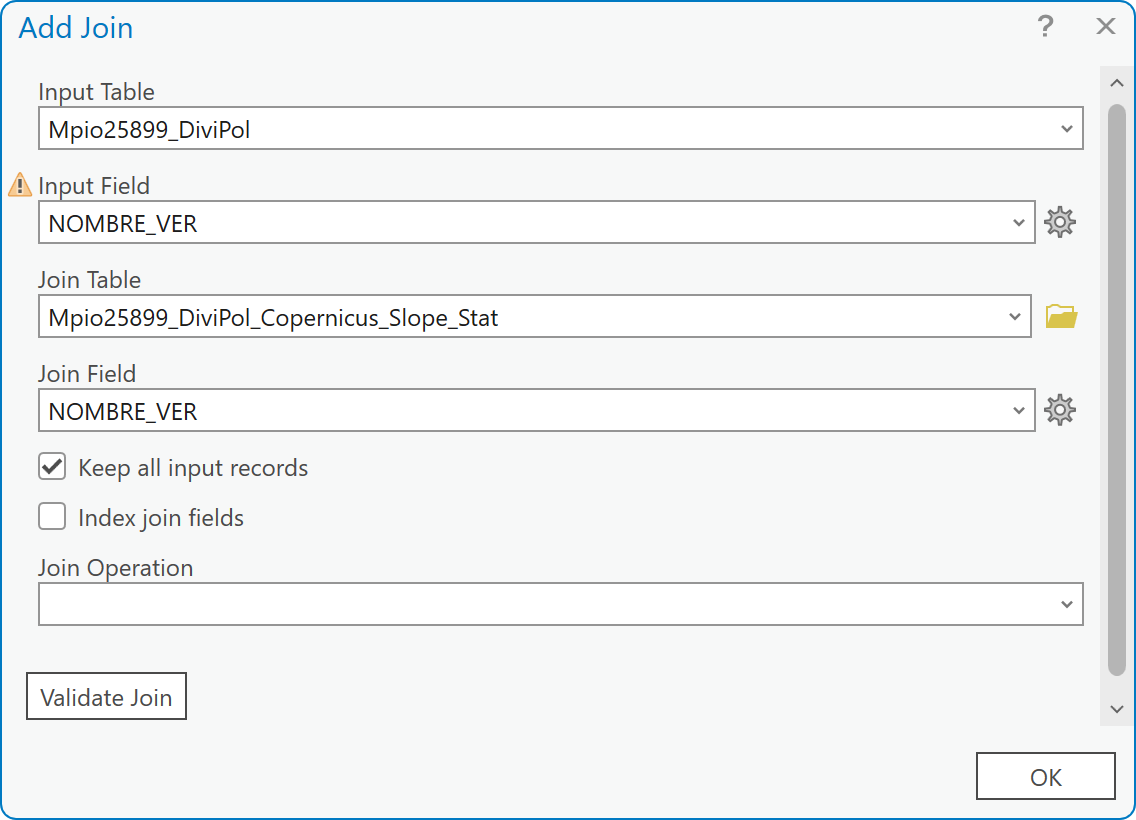 Add Join
?
Input Table
Mpio25899_DiviPol
Input Field
NOMBRE_VER
Join Table
Mpio25899_DiviPol_Copernicus_Slope_Stat
Join Field
NOMBRE_VER
Keep all input records
Index join fields
Join Operation
Validate Join
OK